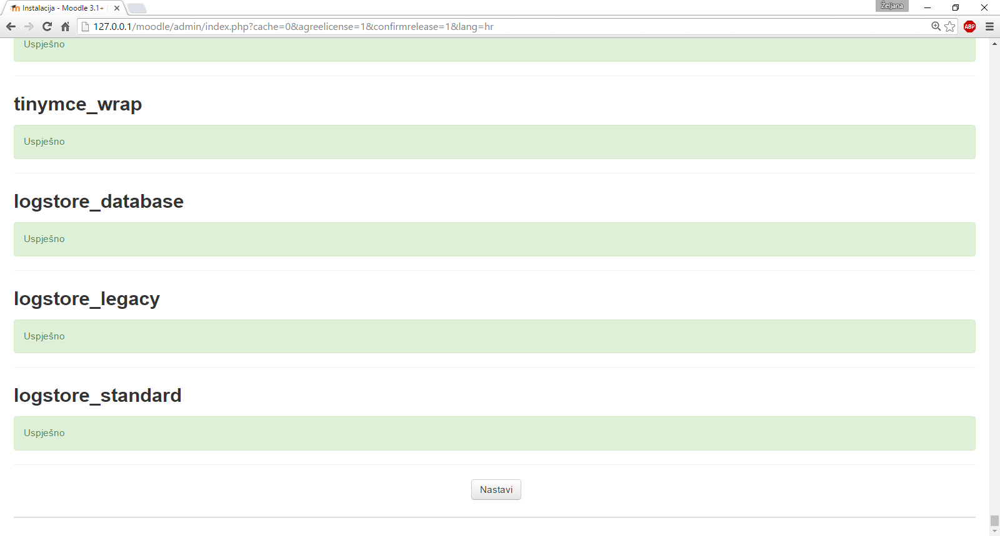 Instalacija - Moodle 3.1+
Željana
127.0.0.1/moodle/admin/index.php?cache=0&agreelicense=1&confirmrelease=1&lang=hr
ABP
Uspješno
tinymce_wrap
Uspješno
logstore_database
Uspješno
logstore_legacy
Uspješno
logstore_standard
Uspješno
Nastavi